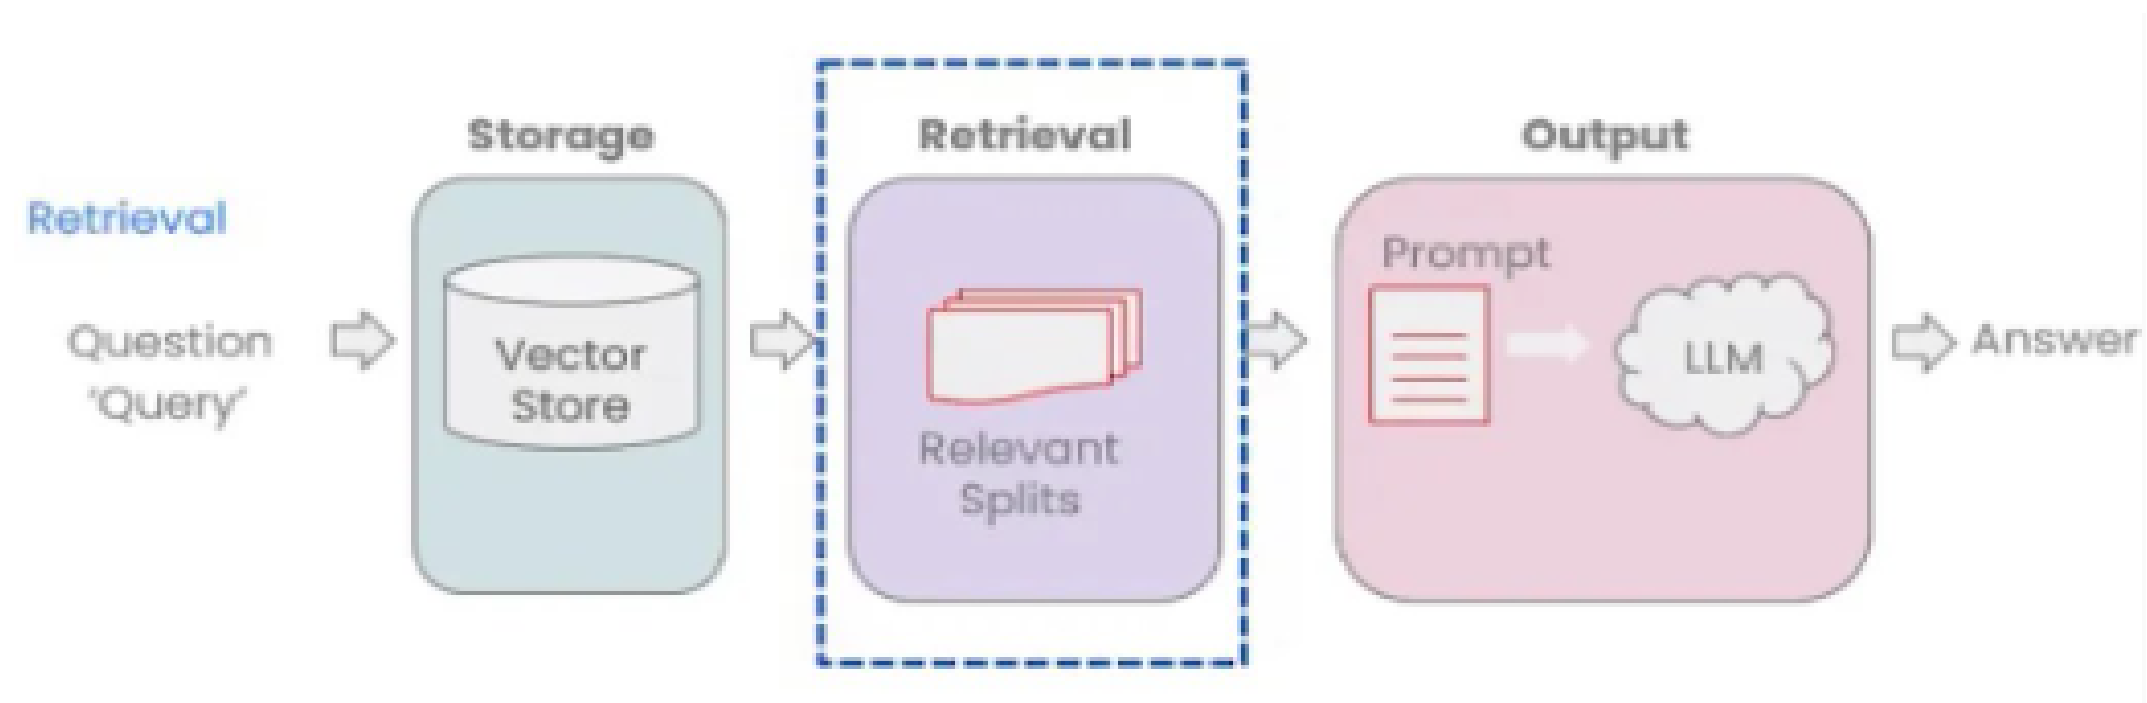 Retrieval
Question
'Query'
Storage
Vector
Store
Retrieval
Relevant
Splits
Output
Prompt
LLM
Answer